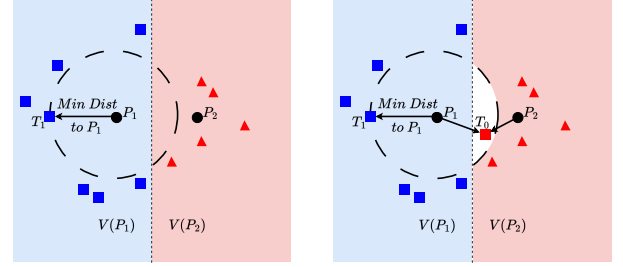 Min Dist
P₁
P₂
T₁
to P₁
V(P₁)
V(P₂)
Min Dist
P₁
T₀
P₂
T₁
to P₁
V(P₁)
V(P₂)